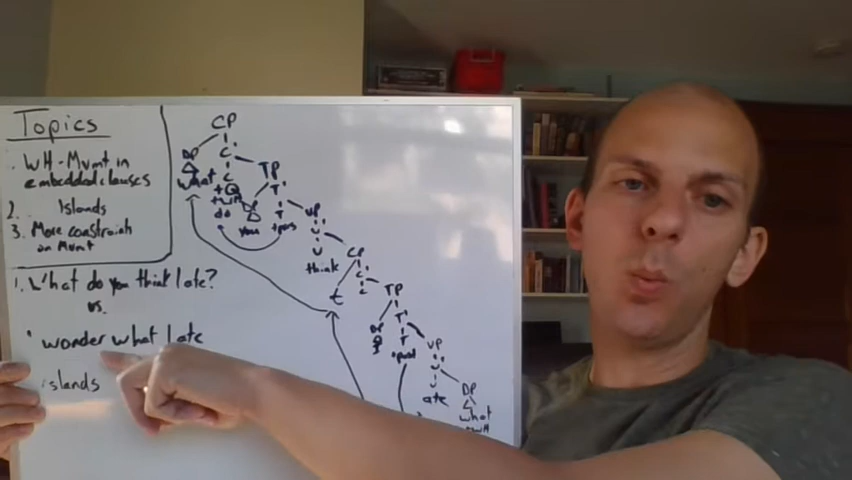 Topics
1. WH-Mvmt in
embedded clauses
2. Islands
3. More constraints
on Mvmt
1. What do you think I ate?
vs.
I wonder what I ate
Islands
CP
DP
C'
what
C
TP
+Q
+WH
do
DP
you
T'
T
+pres
VP
V'
V
think
CP
t
C'
C
TP
DP
I
T'
T
+past
VP
V'
V
ate
DP
what
+WH